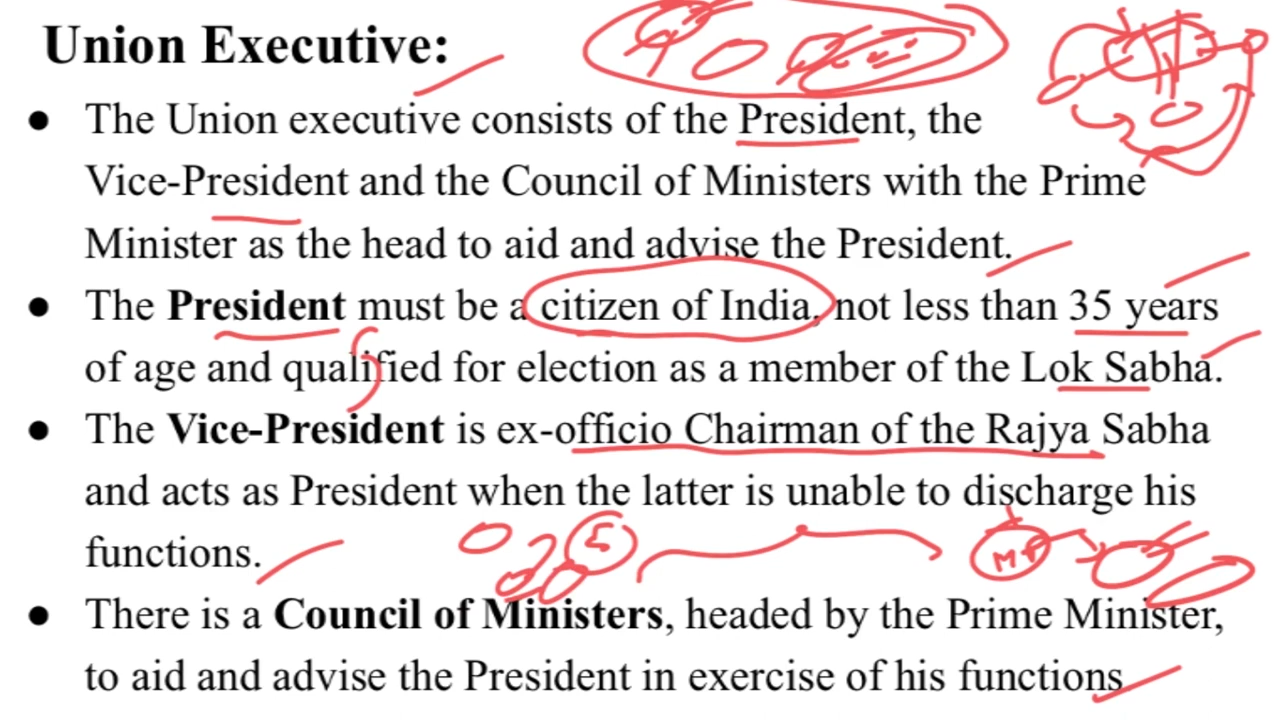 Union Executive:
● The Union executive consists of the President, the
Vice-President and the Council of Ministers with the Prime
Minister as the head to aid and advise the President.
● The President must be a citizen of India, not less than 35 years
of age and qualified for election as a member of the Lok Sabha.
● The Vice-President is ex-officio Chairman of the Rajya Sabha
and acts as President when the latter is unable to discharge his
functions.
● There is a Council of Ministers, headed by the Prime Minister,
to aid and advise the President in exercise of his functions